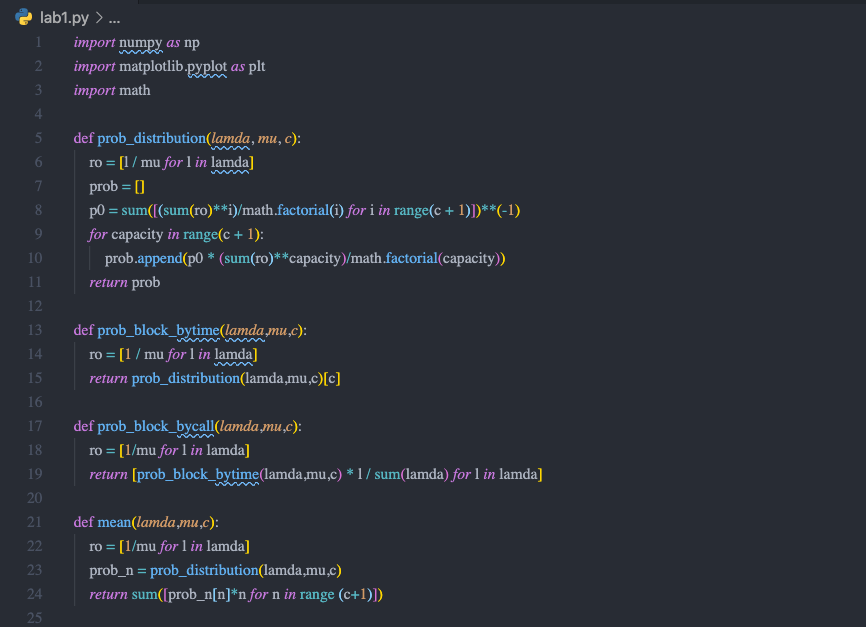 lab1.py > ...
1 import numpy as np
2 import matplotlib.pyplot as plt
3 import math
4
5 def prob_distribution(lamda, mu, c):
6     ro = [l / mu for l in lamda]
7     prob = []
8     p0 = sum([(sum(ro)**i)/math.factorial(i) for i in range(c + 1)])**(-1)
9     for capacity in range(c + 1):
10         prob.append(p0 * (sum(ro)**capacity)/math.factorial(capacity))
11     return prob
12
13 def prob_block_bytime(lamda,mu,c):
14     ro = [1 / mu for l in lamda]
15     return prob_distribution(lamda,mu,c)[c]
16
17 def prob_block_bycall(lamda,mu,c):
18     ro = [1/mu for l in lamda]
19     return [prob_block_bytime(lamda,mu,c) * l / sum(lamda) for l in lamda]
20
21 def mean(lamda,mu,c):
22     ro = [1/mu for l in lamda]
23     prob_n = prob_distribution(lamda,mu,c)
24     return sum([prob_n[n]*n for n in range (c+1)])
25